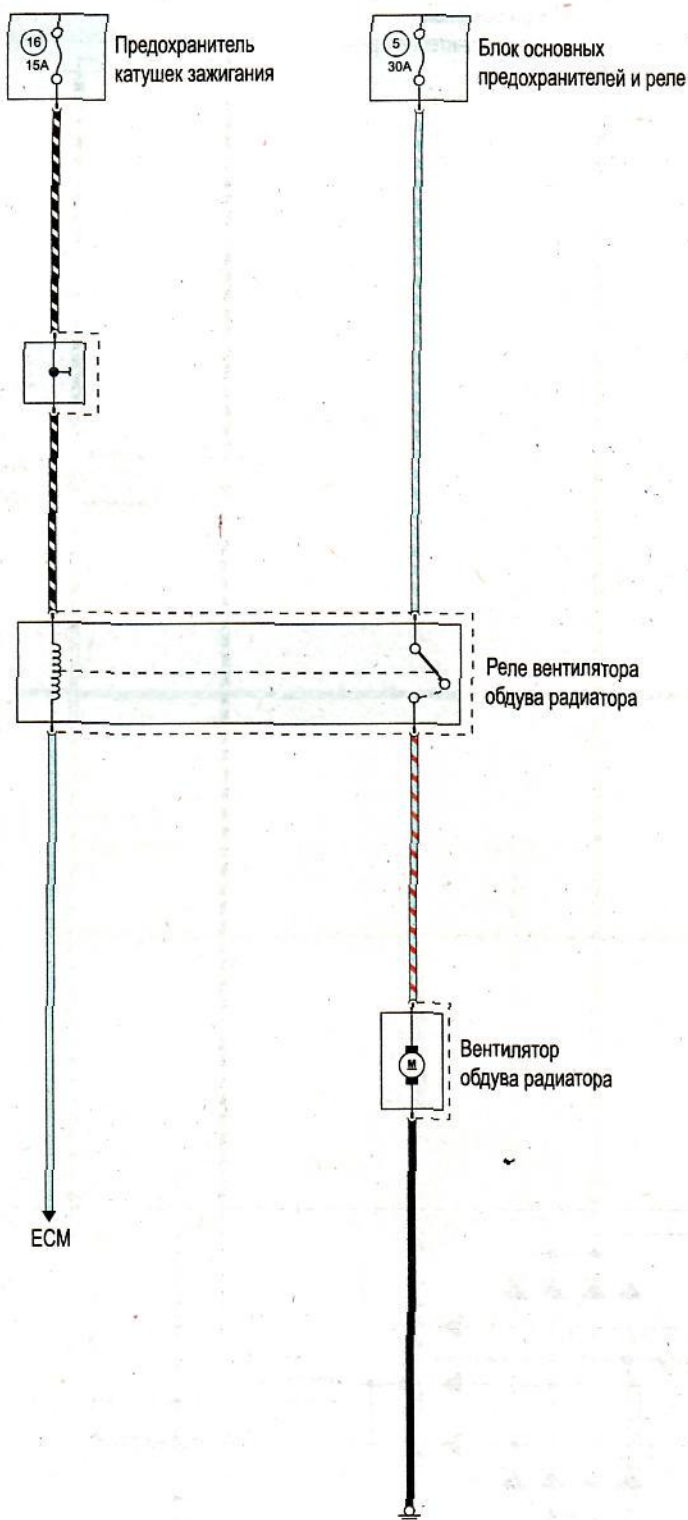 16
15A
Предохранитель
катушек зажигания
5
30A
Блок основных
предохранителей и реле
Реле вентилятора
обдува радиатора
M
Вентилятор
обдува радиатора
ECM